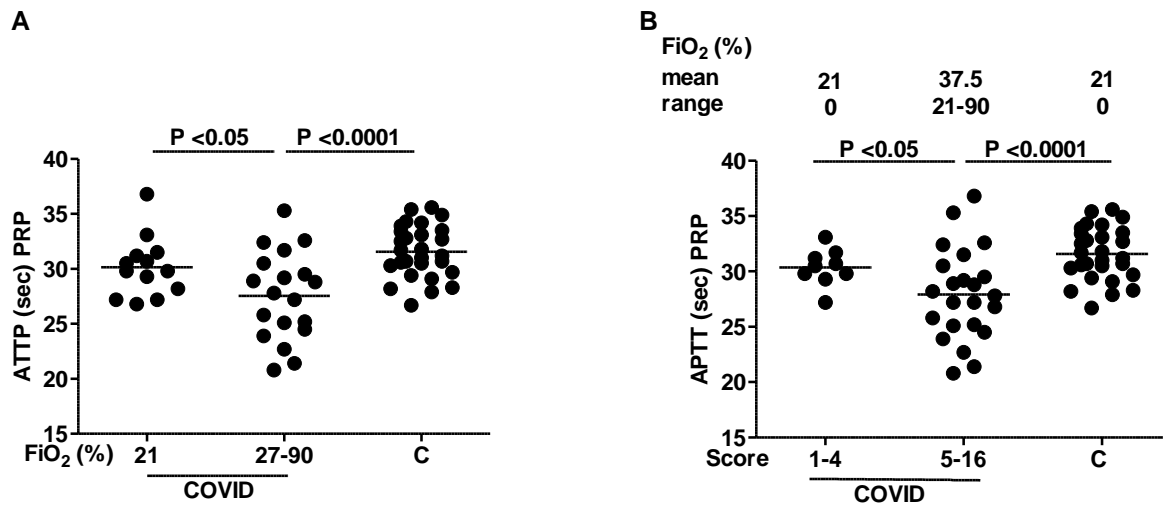 A
P <0.05 P <0.0001
ATTP (sec) PRP
40
35
30
25
20
15
FiO2 (%) 21 27-90 C
COVID
B
FiO2 (%)
mean 21 37.5 21
range 0 21-90 0
P <0.05 P <0.0001
APTT (sec) PRP
40
35
30
25
20
15
Score 1-4 5-16 C
COVID